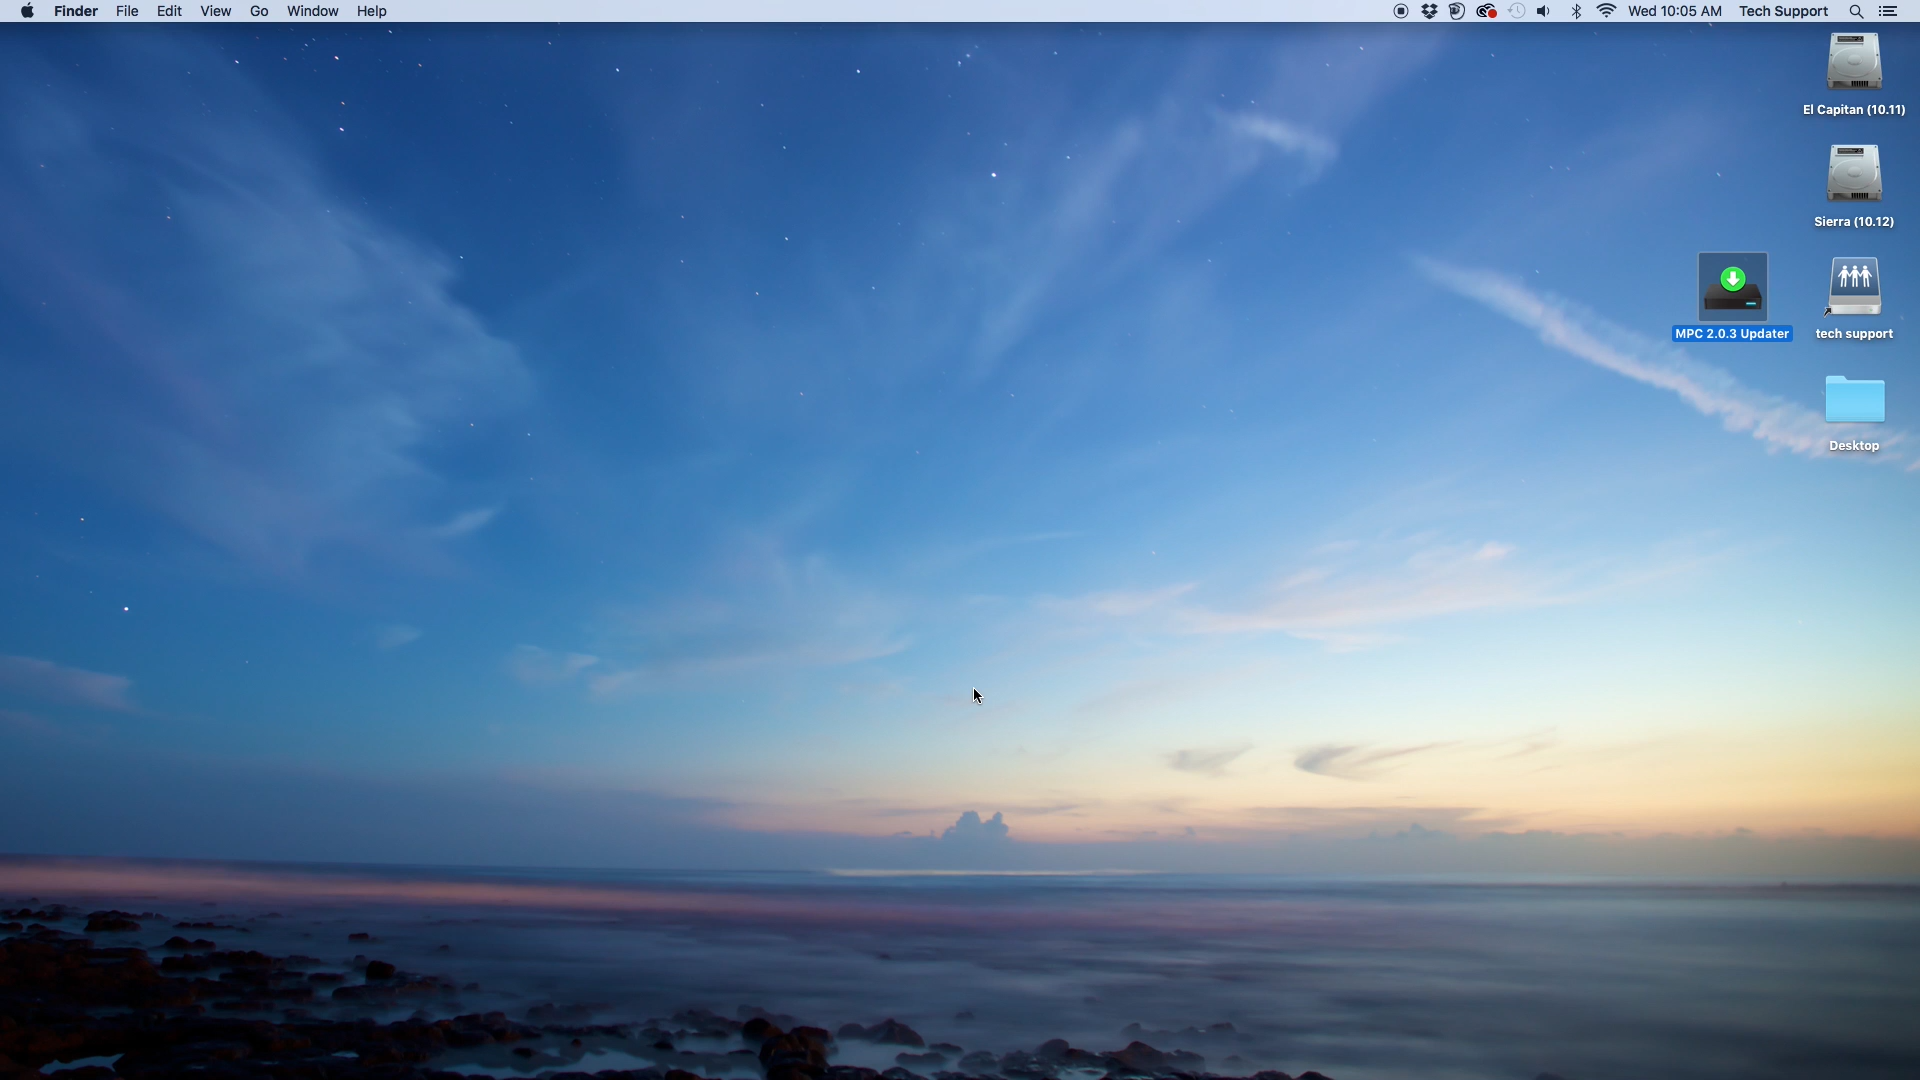 Finder File Edit View Go Window Help Wed 10:05 AM Tech Support
El Capitan (10.11)
Sierra (10.12)
MPC 2.0.3 Updater
tech support
Desktop